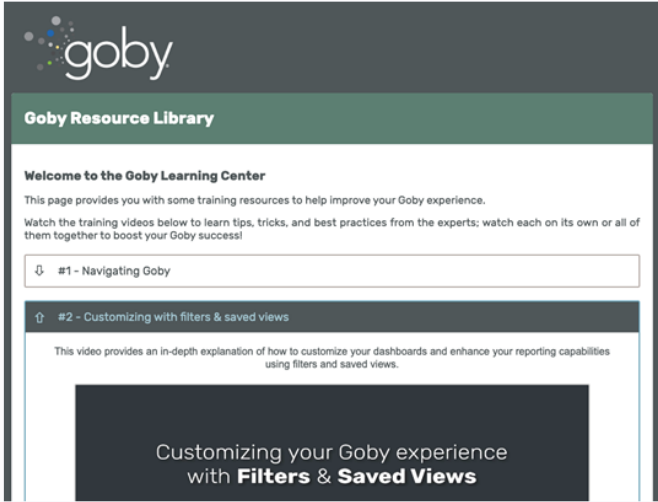 goby
Goby Resource Library
Welcome to the Goby Learning Center
This page provides you with some training resources to help improve your Goby experience.
Watch the training videos below to learn tips, tricks, and best practices from the experts; watch each on its own or all of
them together to boost your Goby success!
#1 - Navigating Goby
#2 - Customizing with filters & saved views
This video provides an in-depth explanation of how to customize your dashboards and enhance your reporting capabilities
using filters and saved views.
Customizing your Goby experience
with Filters & Saved Views